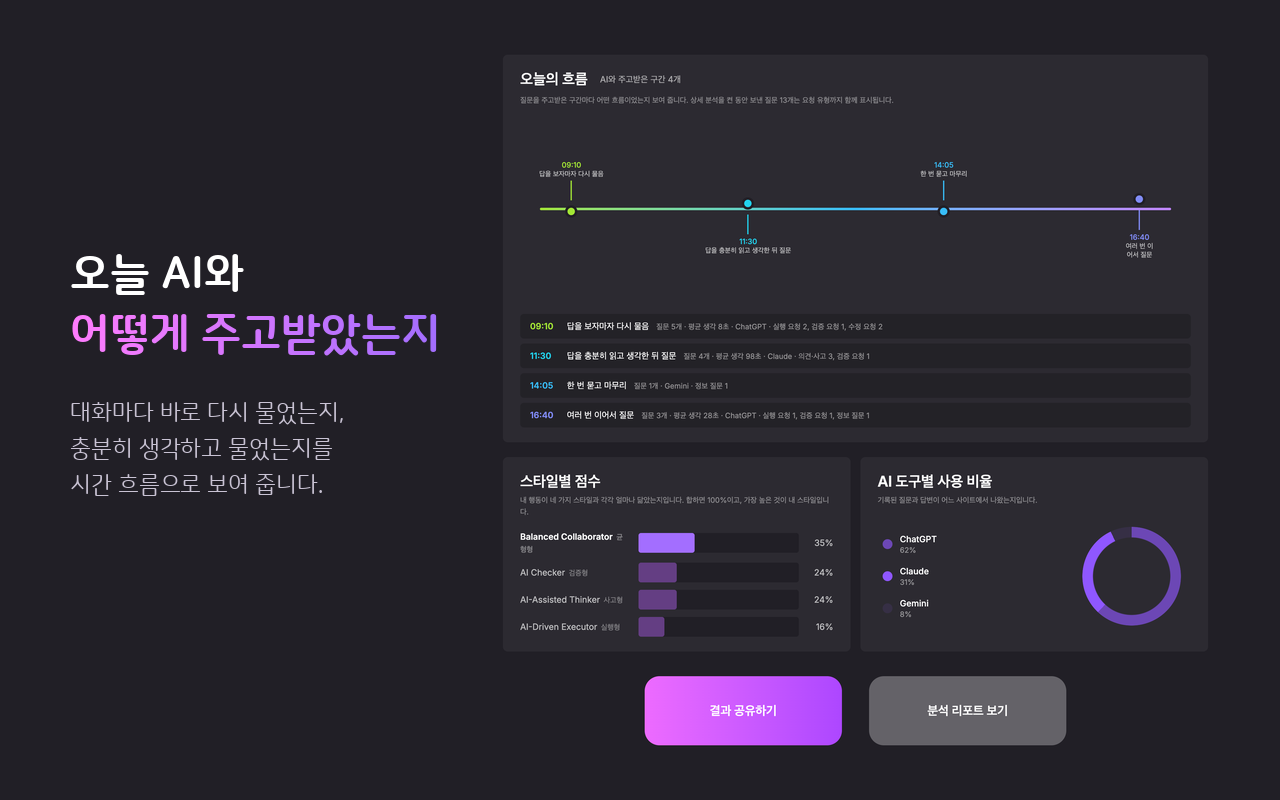 오늘 AI와
어떻게 주고받았는지
대화마다 바로 다시 물었는지,
충분히 생각하고 물었는지를
시간 흐름으로 보여 줍니다.
오늘의 흐름 AI와 주고받은 구간 4개
질문을 주고받은 구간마다 어떤 흐름이었는지 보여 줍니다. 상세 분석을 켠 동안 보낸 질문 13개는 요청 유형까지 함께 표시됩니다.
09:10
답을 보자마자 다시 물음
11:30
답을 충분히 읽고 생각한 뒤 질문
14:05
한 번 묻고 마무리
16:40
여러 번 이
어서 질문
09:10 답을 보자마자 다시 물음 질문 5개 · 평균 생각 8초 · ChatGPT · 실행 요청 2, 검증 요청 1, 수정 요청 2
11:30 답을 충분히 읽고 생각한 뒤 질문 질문 4개 · 평균 생각 98초 · Claude · 의견·사고 3, 검증 요청 1
14:05 한 번 묻고 마무리 질문 1개 · Gemini · 정보 질문 1
16:40 여러 번 이어서 질문 질문 3개 · 평균 생각 28초 · ChatGPT · 실행 요청 1, 검증 요청 1, 정보 질문 1
스타일별 점수
내 행동이 네 가지 스타일과 각각 얼마나 닮았는지입니다. 합하면 100%이고, 가장 높은 것이 내 스타일입니
다.
Balanced Collaborator 균
형형
35%
AI Checker 검증형 24%
AI-Assisted Thinker 사고형 24%
AI-Driven Executor 실행형 16%
AI 도구별 사용 비율
기록된 질문과 답변이 어느 사이트에서 나왔는지입니다.
ChatGPT
62%
Claude
31%
Gemini
8%
결과 공유하기
분석 리포트 보기